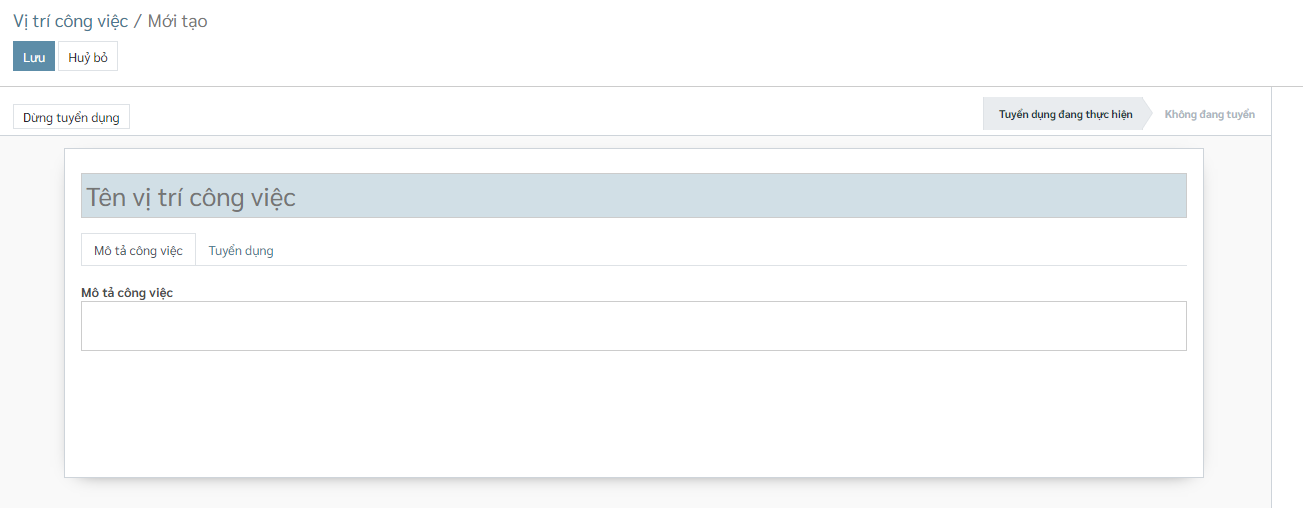 Vị trí công việc / Mới tạo
Lưu Huỷ bỏ
Dừng tuyển dụng Tuyển dụng đang thực hiện Không đang tuyển
Tên vị trí công việc
Mô tả công việc Tuyển dụng
Mô tả công việc